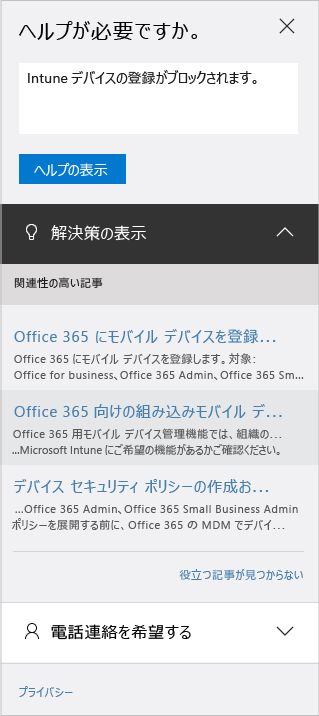 ヘルプが必要ですか。
Intune デバイスの登録がブロックされます。
ヘルプの表示
解決策の表示
関連性の高い記事
Office 365 にモバイル デバイスを登録...
Office 365 にモバイル デバイスを登録します。対象:
Office for business、Office 365 Admin、Office 365 Sm...
Office 365 向けの組み込みモバイル デ...
Office 365 用モバイル デバイス管理機能では、組織の...
...Microsoft Intune にご希望の機能があるかご確認ください。
デバイス セキュリティ ポリシーの作成お...
...Office 365 Admin、Office 365 Small Business Admin
ポリシーを展開する前に、Office 365 の MDM でデバイ...
役立つ記事が見つからない
電話連絡を希望する
プライバシー